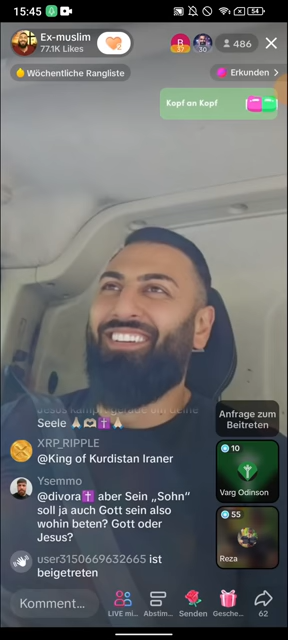 15:45
54
Ex-muslim
77.1K Likes
30
486
Wöchentliche Rangliste
Erkunden
Kopf an Kopf
Seele 🙏🏻🫶🏻✝️🙏🏻
XRP_RIPPLE
@King of Kurdistan Iraner
Ysemmo
@divora✝️ aber Sein „Sohn“
soll ja auch Gott sein also
wohin beten? Gott oder
Jesus?
user3150669632665 ist
beigetreten
Anfrage zum
Beitreten
10
Varg Odinson
55
Reza
Komment...
LIVE mi...
Abstim...
Senden
Gesche...
62